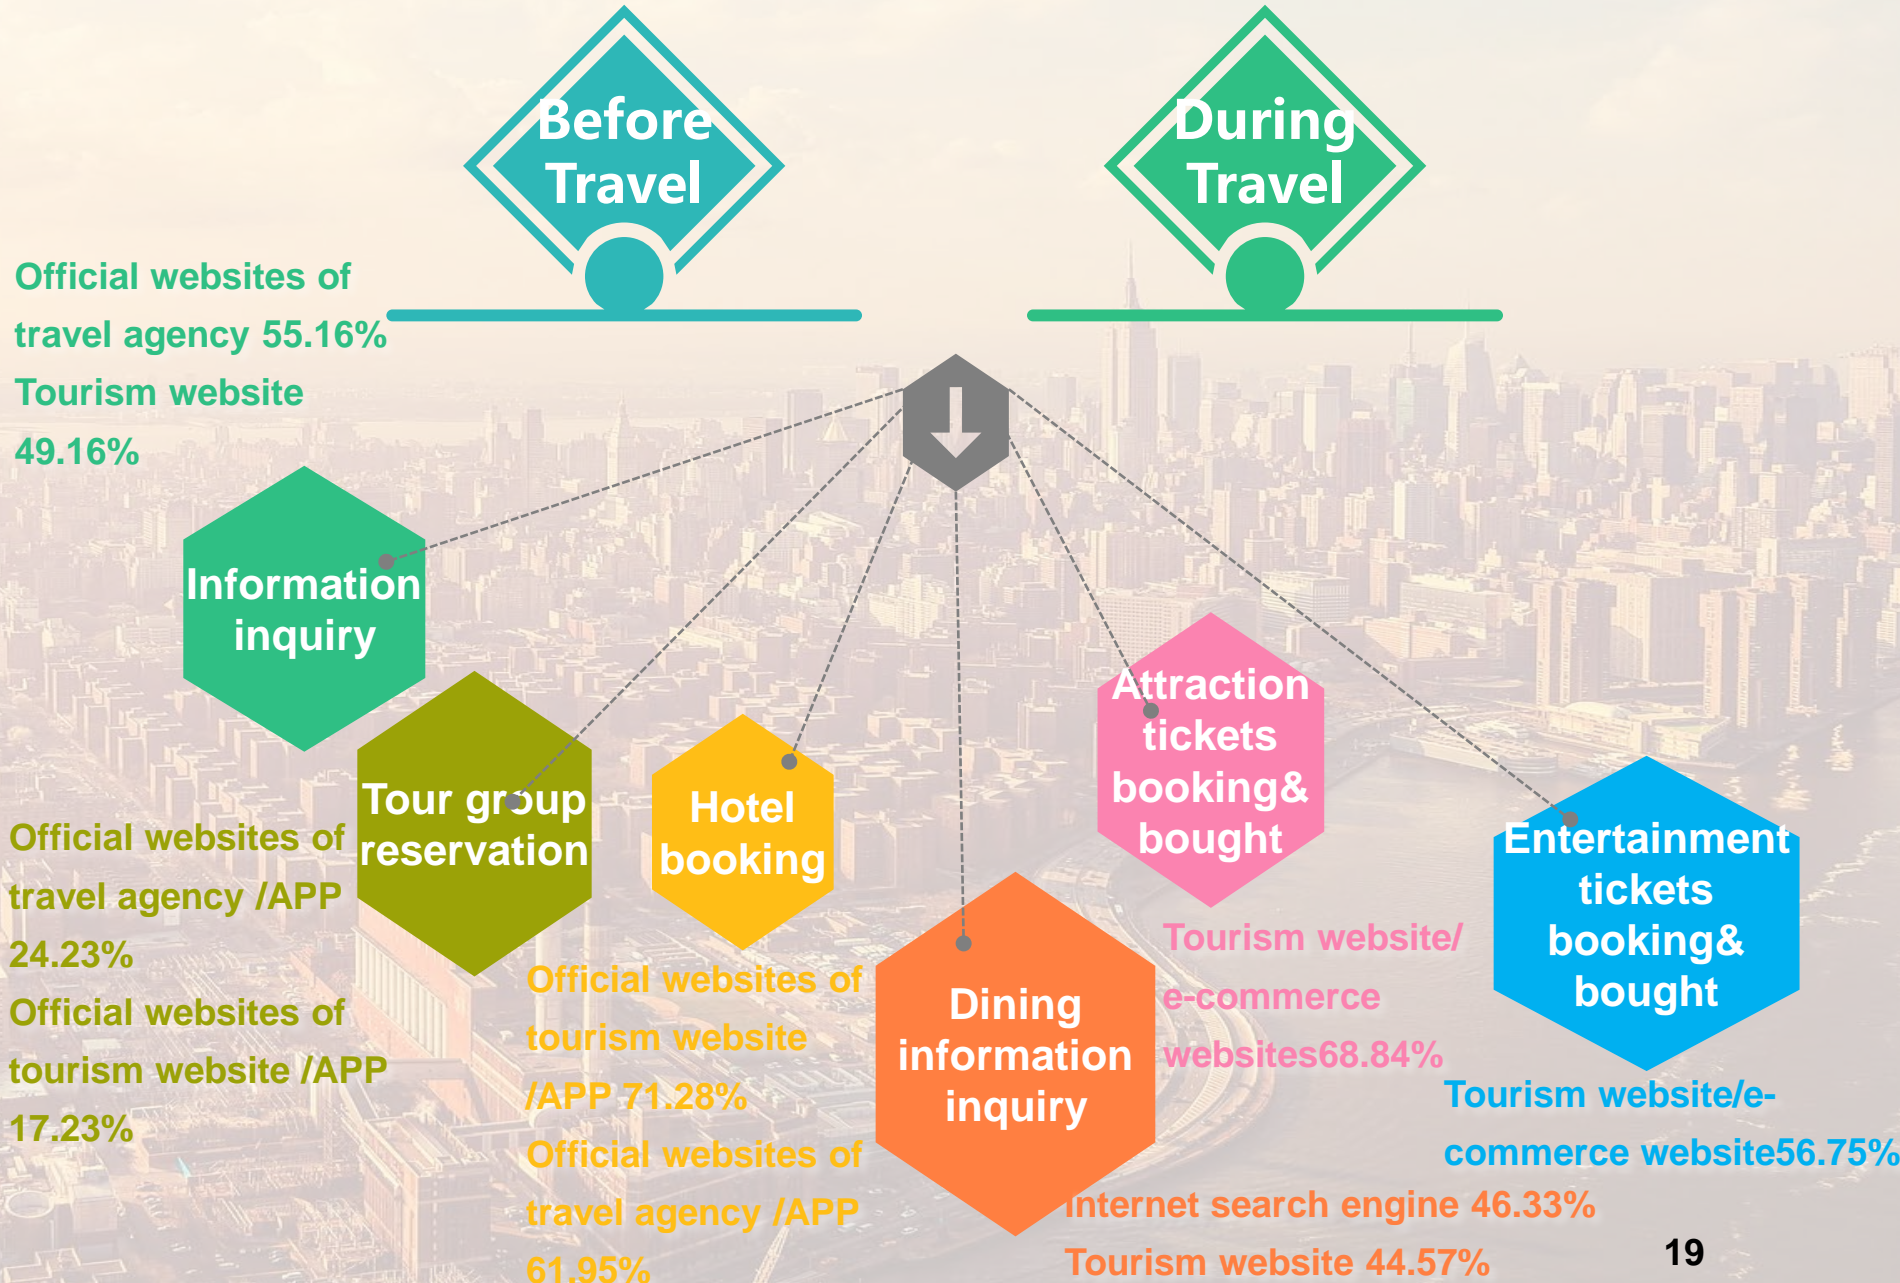 Before
Travel
During
Travel
Official websites of
travel agency 55.16%
Tourism website
49.16%
Information
inquiry
Tour group
reservation
Official websites of
travel agency /APP
24.23%
Official websites of
tourism website /APP
17.23%
Hotel
booking
Official websites of
tourism website
/APP 71.28%
Official websites of
travel agency /APP
61.95%
Dining
information
inquiry
Internet search engine 46.33%
Tourism website 44.57%
Attraction
tickets
booking&
bought
Tourism website/
e-commerce
websites68.84%
Entertainment
tickets
booking&
bought
Tourism website/e-
commerce website56.75%
19